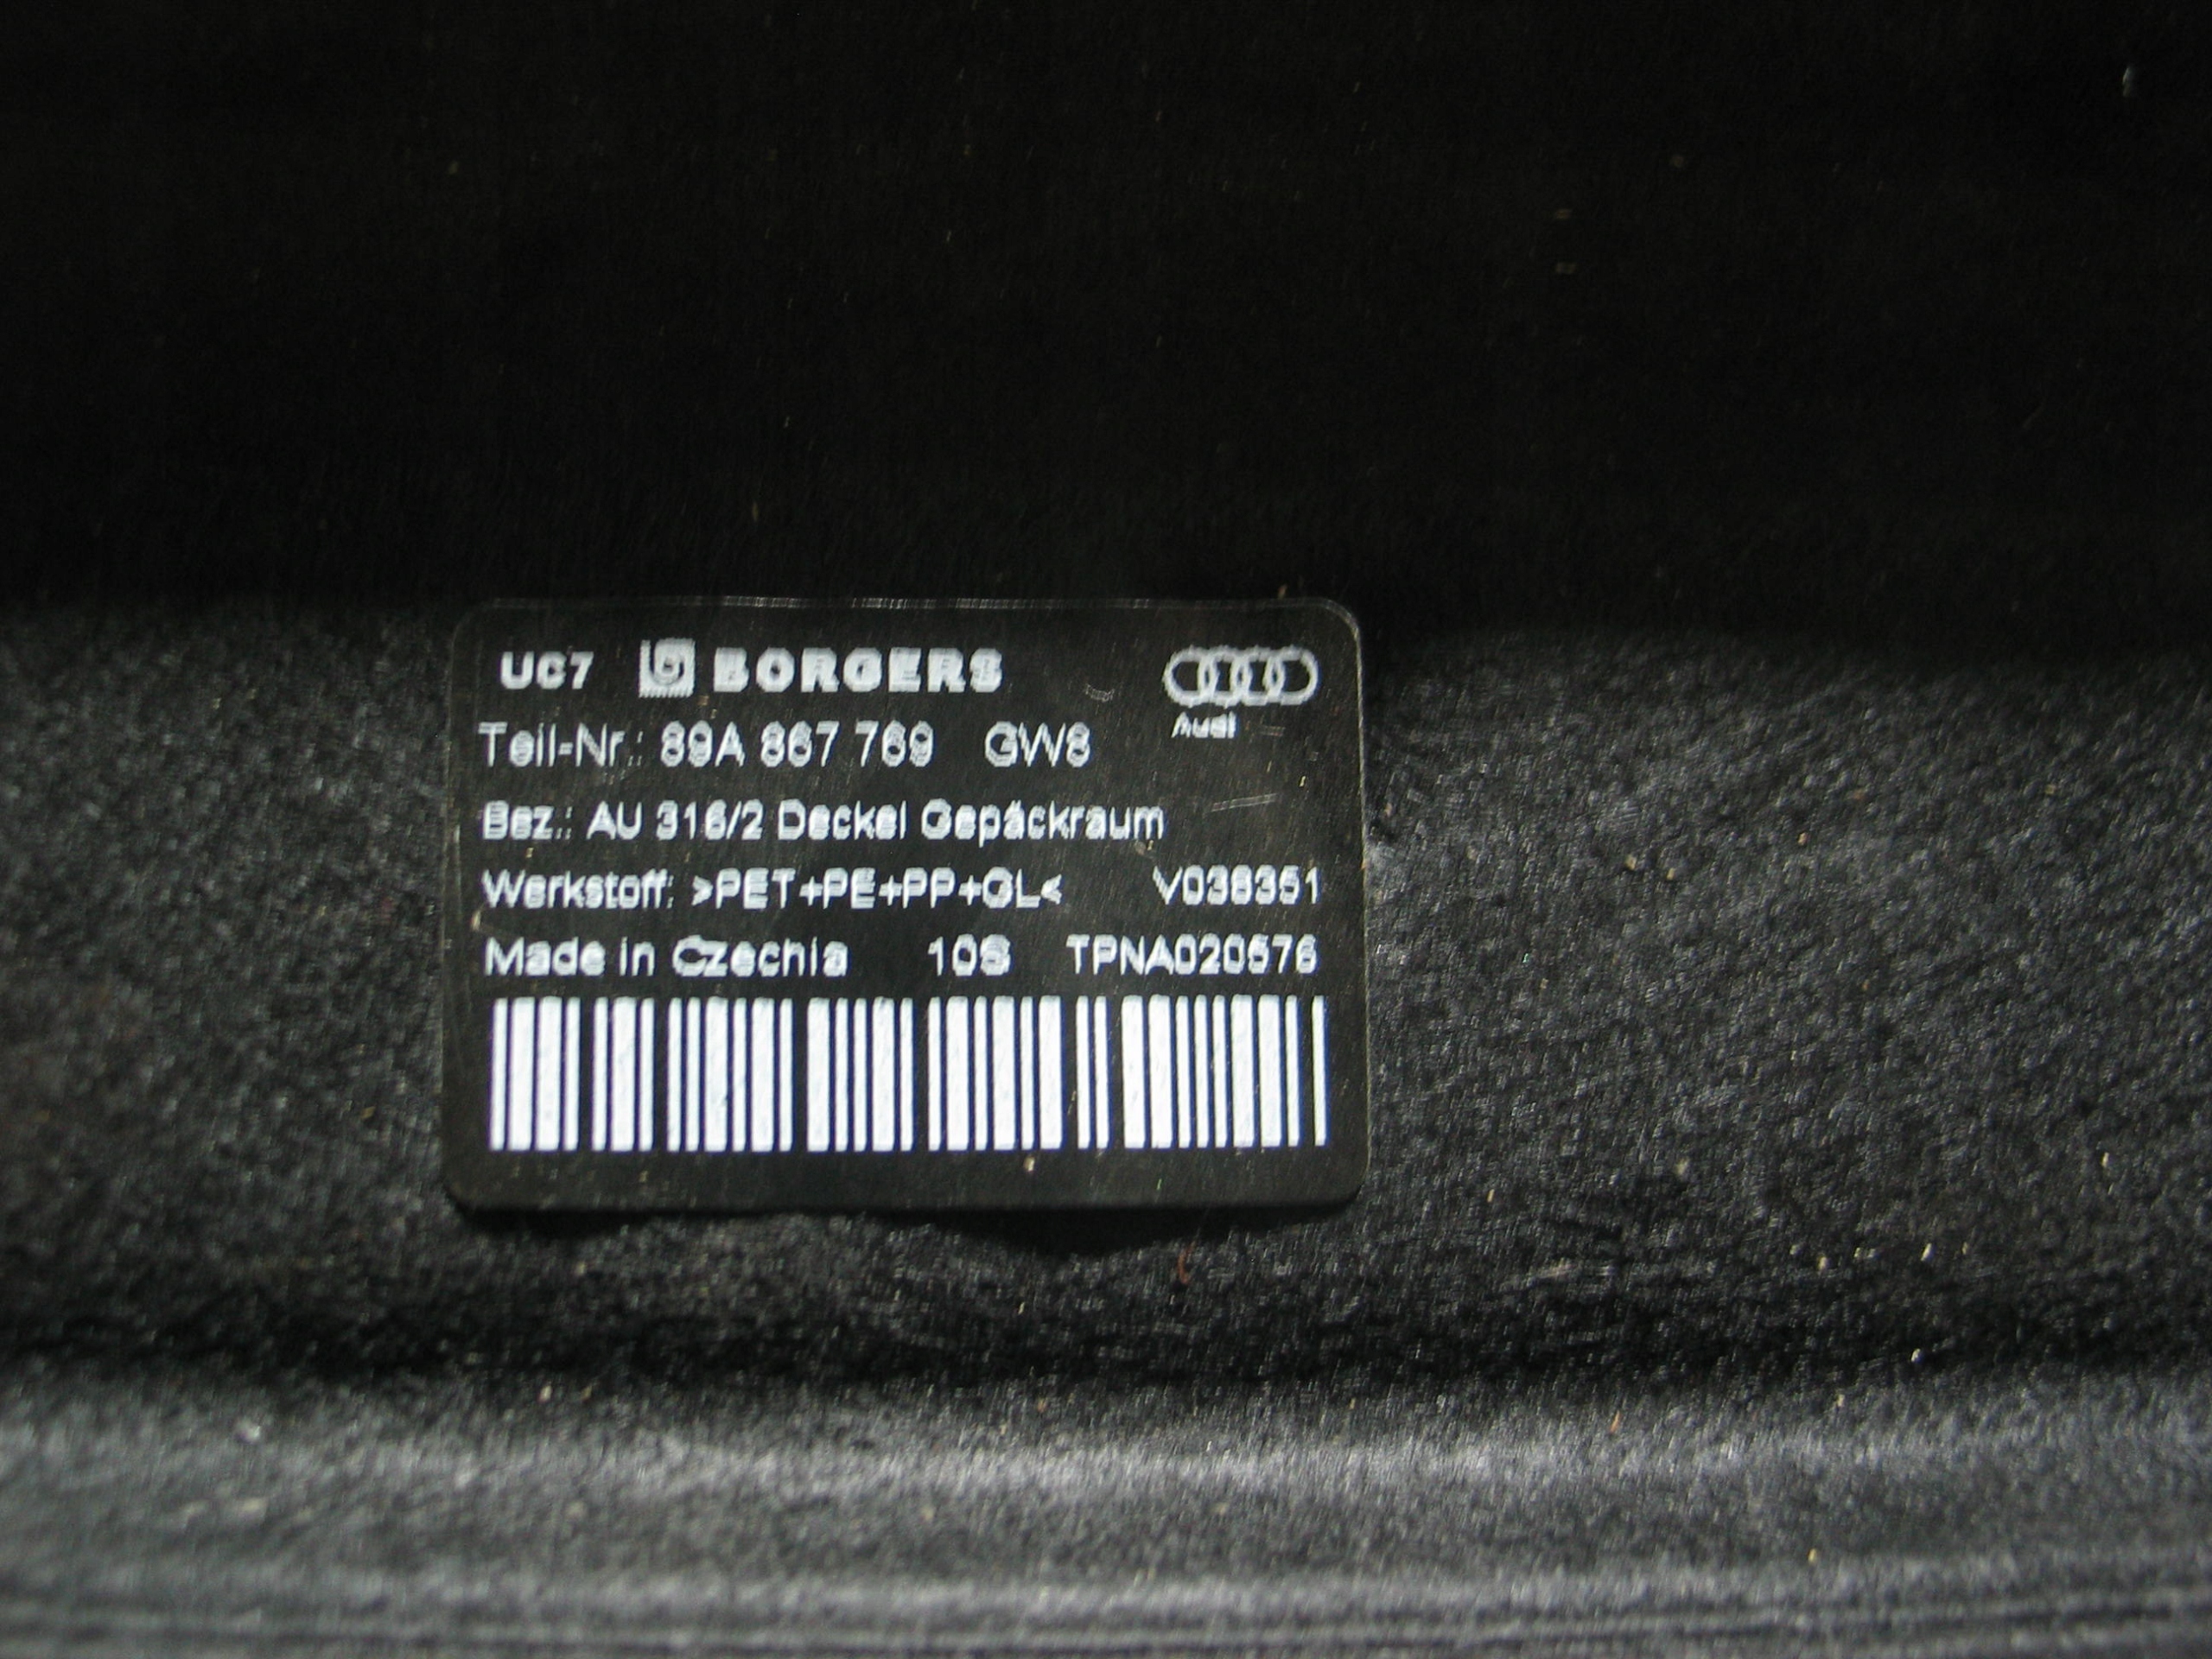 UC7 BORGERS
Audi
Teil-Nr.: 89A 867 769 GW8
Bez.: AU 316/2 Deckel Gepäckraum
Werkstoff: >PET+PE+PP+GL< V038351
Made in Czechia 10S TPNA020576